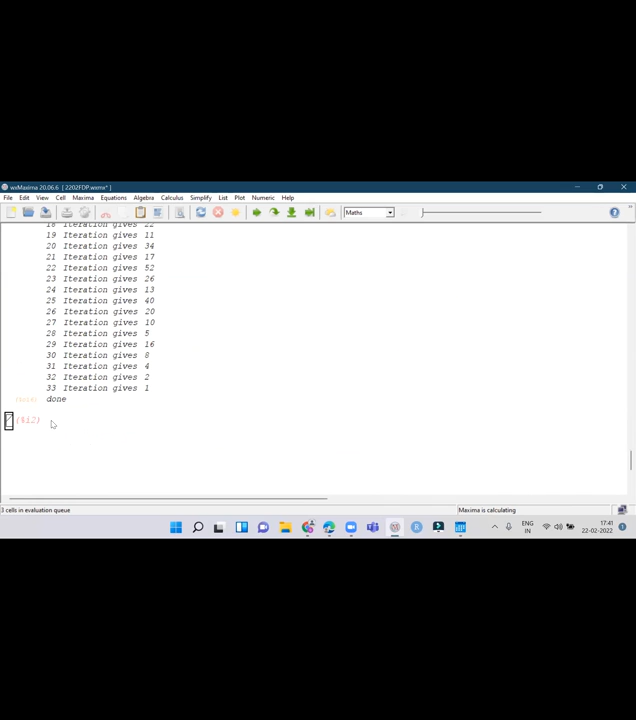 wxMaxima 20.06.6 [ 2202FDP.wxmx* ]
File Edit View Cell Maxima Equations Algebra Calculus Simplify List Plot Numeric Help
Maths
18 Iteration gives 22
19 Iteration gives 11
20 Iteration gives 34
21 Iteration gives 17
22 Iteration gives 52
23 Iteration gives 26
24 Iteration gives 13
25 Iteration gives 40
26 Iteration gives 20
27 Iteration gives 10
28 Iteration gives 5
29 Iteration gives 16
30 Iteration gives 8
31 Iteration gives 4
32 Iteration gives 2
33 Iteration gives 1
done
(%i2)
3 cells in evaluation queue
Maxima is calculating
ENG
IN
17:41
22-02-2022